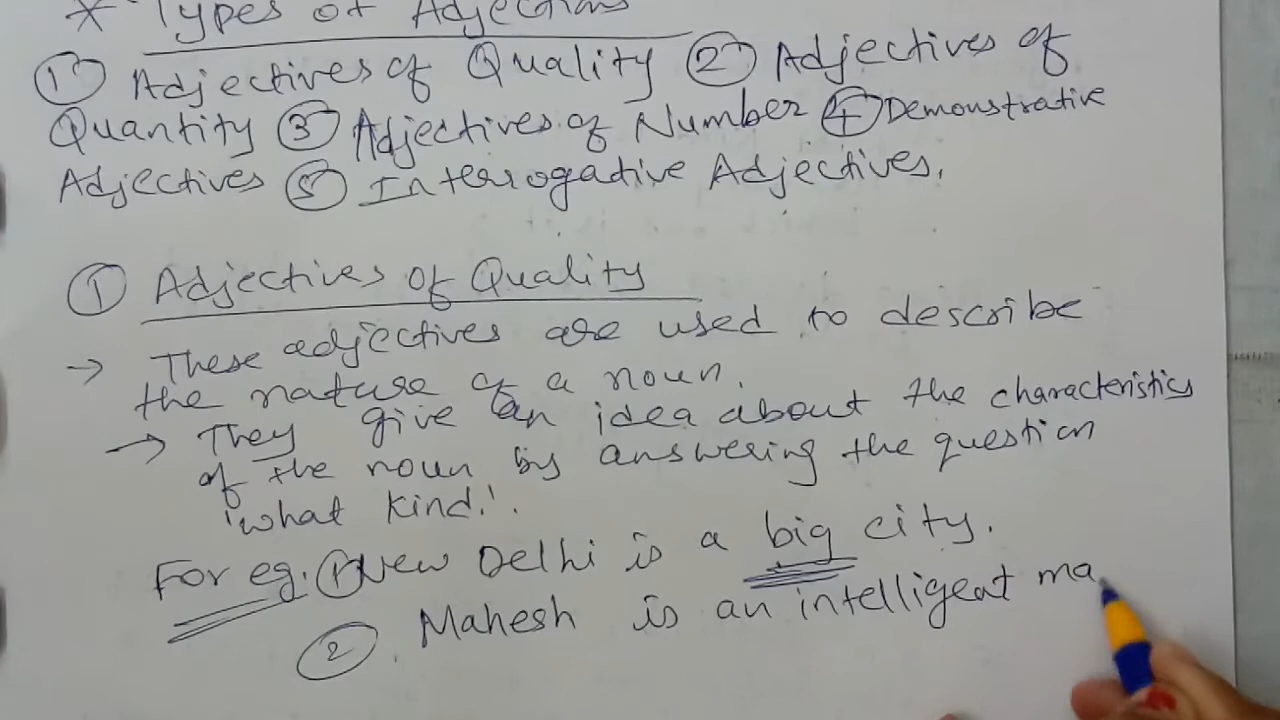 * Types of Adjections
① Adjectives of Quality ② Adjectives of
Quantity ③ Adjectives of Number ④ Demonstrative
Adjectives ⑤ Interrogative Adjectives.
① Adjectives of Quality
→ These adjectives are used to describe
the nature of a noun.
→ They give an idea about the characteristics
of the noun by answering the question
'what kind.'.
For eg. ① New Delhi is a big city.
② . Mahesh is an intelligent ma